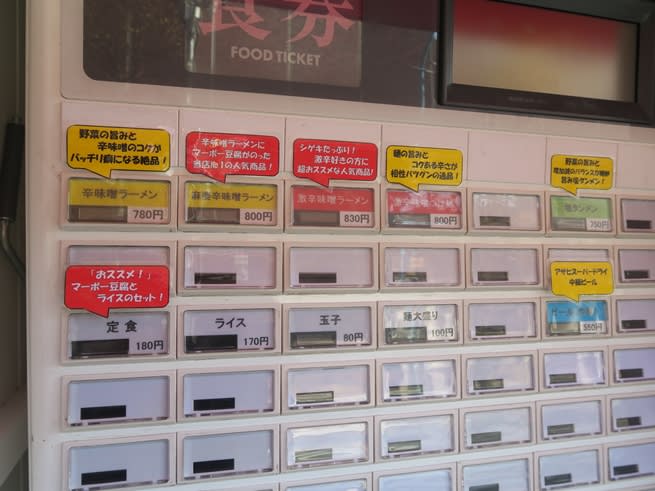 食券
FOOD TICKET
野菜の旨みと
辛味噌のコクが
バッチリ癖になる絶品!
辛味噌ラーメンに
マーボー豆腐がのった
当店No1の人気商品!
シゲキたっぷり!
激辛好きの方に
超おススメな人気商品!
麺の旨みと
コクある辛さが
相性バツグンの逸品!
野菜の旨みと
旨み塩タンメン!
辛味噌ラーメン
780円
麻婆辛味噌ラーメン
800円
激辛味噌ラーメン
830円
800円
塩タンメン
750円
「おススメ!」
マーボー豆腐と
ライスのセット!
アサヒスーパードライ
中瓶ビール
定食
180円
ライス
170円
玉子
80円
麺大盛り
100円
550円